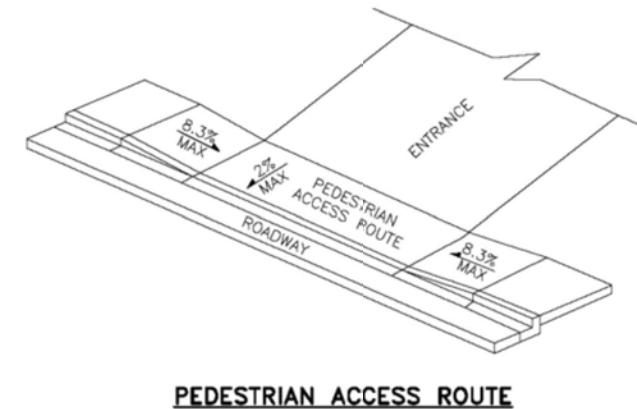 ENTRANCE
8.3%
MAX
2%
MAX
PEDESTRIAN
ACCESS ROUTE
8.3%
MAX
ROADWAY
PEDESTRIAN ACCESS ROUTE